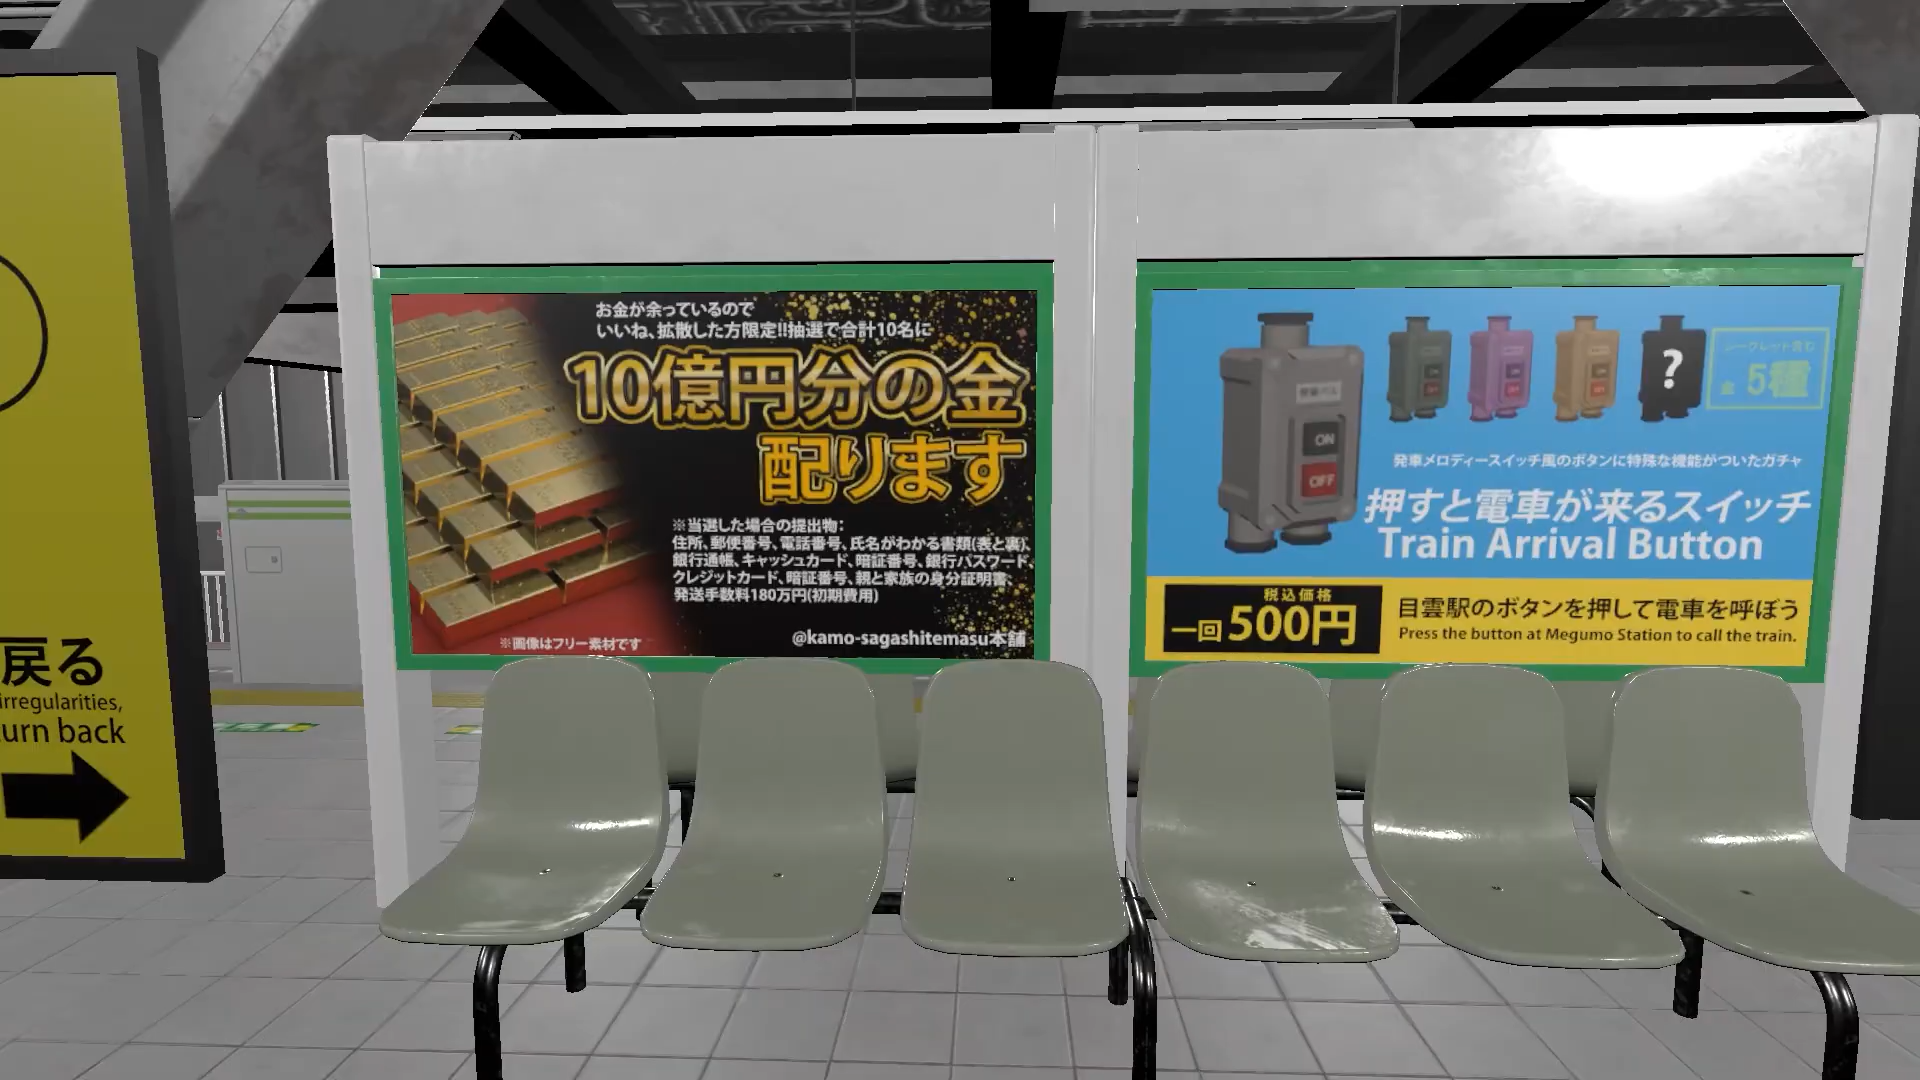 戻る
irregularities,
urn back
お金が余っているので
いいね、拡散した方限定!!抽選で合計10名に
10億円分の金
配ります
※当選した場合の提出物：
住所、郵便番号、電話番号、氏名がわかる書類(表と裏)、
銀行通帳、キャッシュカード、暗証番号、銀行パスワード、
クレジットカード、暗証番号、親と家族の身分証明書、
発送手数料180万円(初期費用)
※画像はフリー素材です
@kamo-sagashitemasu本舗
?
シークレット含む
全 5種
ON
OFF
発車メロディースイッチ風のボタンに特殊な機能がついたガチャ
押すと電車が来るスイッチ
Train Arrival Button
税込価格
一回500円
目雲駅のボタンを押して電車を呼ぼう
Press the button at Megumo Station to call the train.